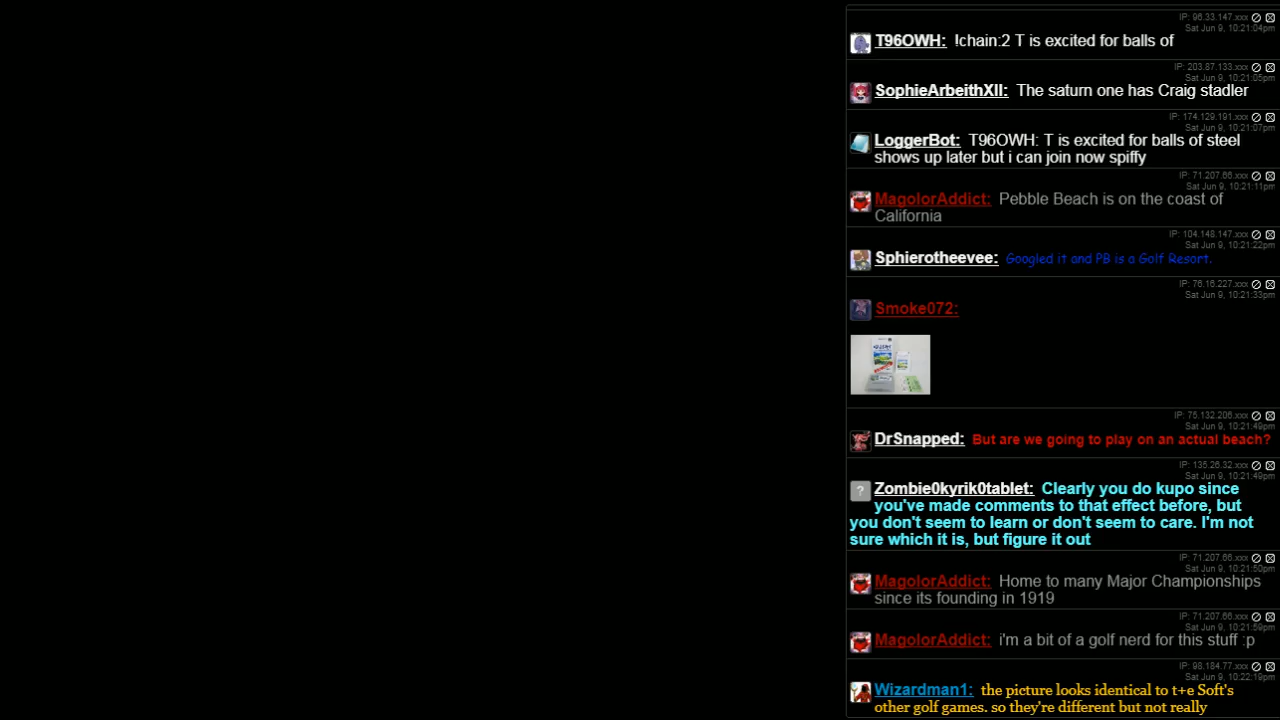 IP: 96.33.147.xxx
Sat Jun 9, 10:21:04pm
T96OWH: !chain:2 T is excited for balls of
IP: 203.87.133.xxx
Sat Jun 9, 10:21:05pm
SophieArbeithXII: The saturn one has Craig stadler
IP: 174.129.191.xxx
Sat Jun 9, 10:21:07pm
LoggerBot: T96OWH: T is excited for balls of steel
shows up later but i can join now spiffy
IP: 71.207.66.xxx
Sat Jun 9, 10:21:11pm
MagolorAddict: Pebble Beach is on the coast of
California
IP: 104.148.147.xxx
Sat Jun 9, 10:21:22pm
Sphierotheevee: Googled it and PB is a Golf Resort.
IP: 76.16.227.xxx
Sat Jun 9, 10:21:33pm
Smoke072:
IP: 75.132.206.xxx
Sat Jun 9, 10:21:49pm
DrSnapped: But are we going to play on an actual beach?
IP: 135.26.32.xxx
Sat Jun 9, 10:21:49pm
Zombie0kyrik0tablet: Clearly you do kupo since
you've made comments to that effect before, but
you don't seem to learn or don't seem to care. I'm not
sure which it is, but figure it out
IP: 71.207.66.xxx
Sat Jun 9, 10:21:50pm
MagolorAddict: Home to many Major Championships
since its founding in 1919
IP: 71.207.66.xxx
Sat Jun 9, 10:21:59pm
MagolorAddict: i'm a bit of a golf nerd for this stuff :p
IP: 98.184.77.xxx
Sat Jun 9, 10:22:19pm
Wizardman1: the picture looks identical to t+e Soft's
other golf games. so they're different but not really